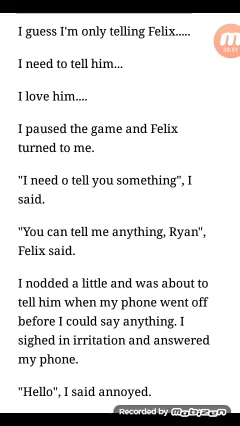 I guess I'm only telling Felix.....
I need to tell him...
I love him....
I paused the game and Felix
turned to me.
"I need o tell you something", I
said.
"You can tell me anything, Ryan",
Felix said.
I nodded a little and was about to
tell him when my phone went off
before I could say anything. I
sighed in irritation and answered
my phone.
"Hello", I said annoyed.
Recorded by mobizen